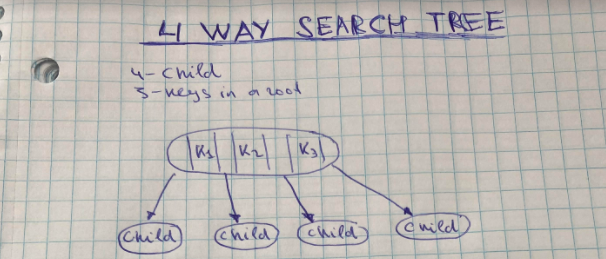 4 WAY SEARCH TREE
4-child
3-keys in a root
K1 K2 K3
child child child child